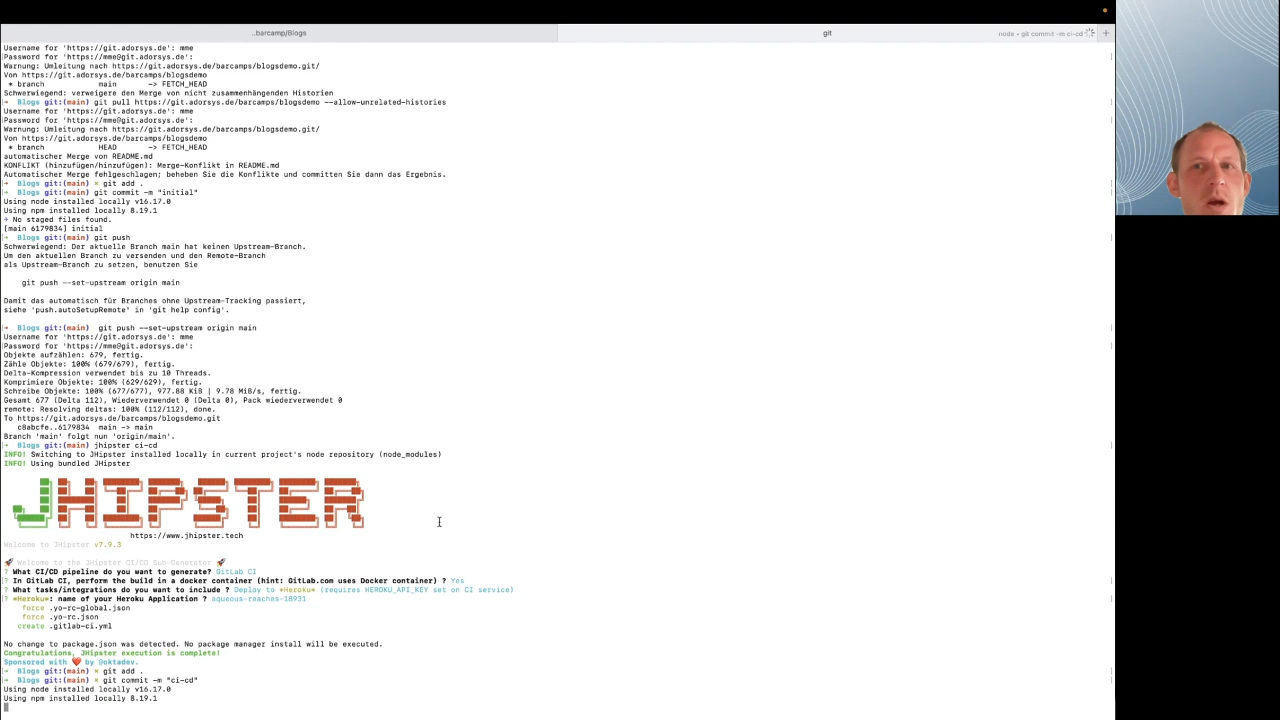 ..barcamp/Blogs
git
node ◂ git commit -m ci-cd
+
Username for 'https://git.adorsys.de': mme
Password for 'https://mme@git.adorsys.de':
Warnung: Umleitung nach https://git.adorsys.de/barcamps/blogsdemo.git/
Von https://git.adorsys.de/barcamps/blogsdemo
* branch main -> FETCH_HEAD
Schwerwiegend: verweigere den Merge von nicht zusammenhängenden Historien
➜ Blogs git:(main) git pull https://git.adorsys.de/barcamps/blogsdemo --allow-unrelated-histories
Username for 'https://git.adorsys.de': mme
Password for 'https://mme@git.adorsys.de':
Warnung: Umleitung nach https://git.adorsys.de/barcamps/blogsdemo.git/
Von https://git.adorsys.de/barcamps/blogsdemo
* branch HEAD -> FETCH_HEAD
automatischer Merge von README.md
KONFLIKT (hinzufügen/hinzufügen): Merge-Konflikt in README.md
Automatischer Merge fehlgeschlagen; beheben Sie die Konflikte und committen Sie dann das Ergebnis.
➜ Blogs git:(main) × git add .
➜ Blogs git:(main) git commit -m "initial"
Using node installed locally v16.17.0
Using npm installed locally 8.19.1
→ No staged files found.
[main 6179834] initial
➜ Blogs git:(main) git push
Schwerwiegend: Der aktuelle Branch main hat keinen Upstream-Branch.
Um den aktuellen Branch zu versenden und den Remote-Branch
als Upstream-Branch zu setzen, benutzen Sie
git push --set-upstream origin main
Damit das automatisch für Branches ohne Upstream-Tracking passiert,
siehe 'push.autoSetupRemote' in 'git help config'.
➜ Blogs git:(main) git push --set-upstream origin main
Username for 'https://git.adorsys.de': mme
Password for 'https://mme@git.adorsys.de':
Objekte aufzählen: 679, fertig.
Zähle Objekte: 100% (679/679), fertig.
Delta-Kompression verwendet bis zu 10 Threads.
Komprimiere Objekte: 100% (629/629), fertig.
Schreibe Objekte: 100% (677/677), 977.88 KiB | 9.78 MiB/s, fertig.
Gesamt 677 (Delta 112), Wiederverwendet 0 (Delta 0), Pack wiederverwendet 0
remote: Resolving deltas: 100% (112/112), done.
To https://git.adorsys.de/barcamps/blogsdemo.git
c8abcfe..6179834 main -> main
Branch 'main' folgt nun 'origin/main'.
➜ Blogs git:(main) jhipster ci-cd
INFO! Switching to JHipster installed locally in current project's node repository (node_modules)
INFO! Using bundled JHipster
JHIPSTER
https://www.jhipster.tech
Welcome to JHipster v7.9.3
🚀 Welcome to the JHipster CI/CD Sub-Generator 🚀
? What CI/CD pipeline do you want to generate? GitLab CI
? In GitLab CI, perform the build in a docker container (hint: GitLab.com uses Docker container) ? Yes
? What tasks/integrations do you want to include ? Deploy to *Heroku* (requires HEROKU_API_KEY set on CI service)
? *Heroku*: name of your Heroku Application ? aqueous-reaches-18931
force .yo-rc-global.json
force .yo-rc.json
create .gitlab-ci.yml
No change to package.json was detected. No package manager install will be executed.
Congratulations, JHipster execution is complete!
Sponsored with ❤️ by @oktadev.
➜ Blogs git:(main) × git add .
➜ Blogs git:(main) × git commit -m "ci-cd"
Using node installed locally v16.17.0
Using npm installed locally 8.19.1